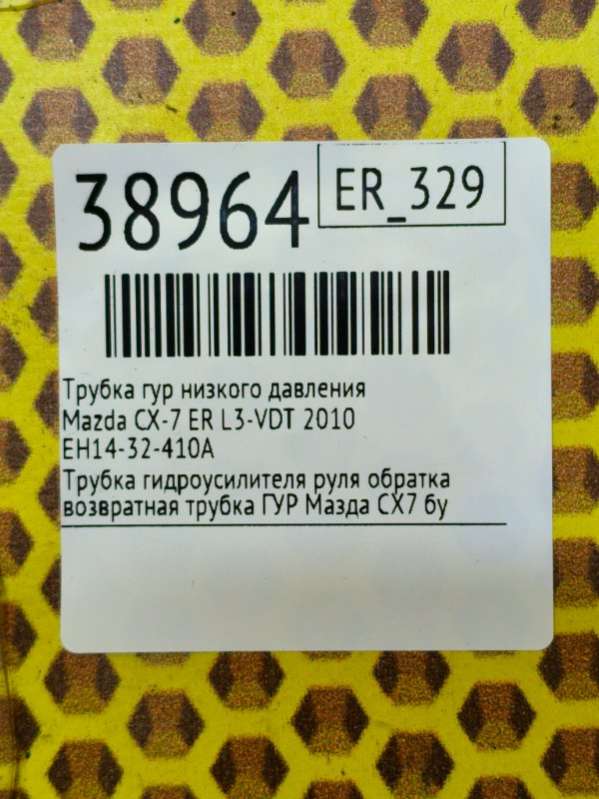 38964
ER_329
Трубка гур низкого давления
Mazda CX-7 ER L3-VDT 2010
EH14-32-410A
Трубка гидроусилителя руля обратка
возвратная трубка ГУР Мазда СХ7 бу